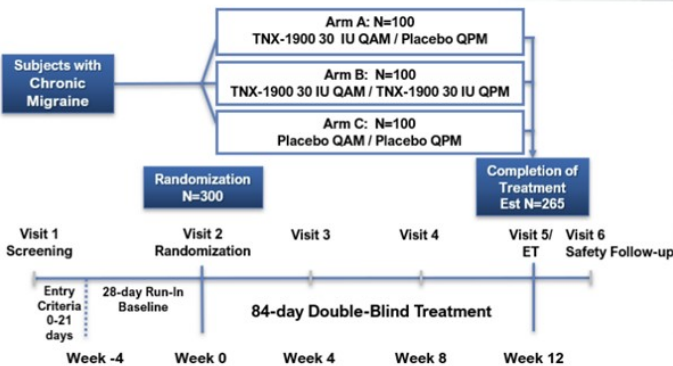 Arm A: N=100
TNX-1900 30 IU QAM / Placebo QPM
Subjects with
Chronic
Migraine
Arm B: N=100
TNX-1900 30 IU QAM / TNX-1900 30 IU QPM
Arm C: N=100
Placebo QAM / Placebo QPM
Randomization
N=300
Completion of
Treatment
Est N=265
Visit 1
Screening
Visit 2
Randomization
Visit 3
Visit 4
Visit 5/
ET
Visit 6
Safety Follow-up
Entry
Criteria
0-21
days
28-day Run-In
Baseline
84-day Double-Blind Treatment
Week -4
Week 0
Week 4
Week 8
Week 12